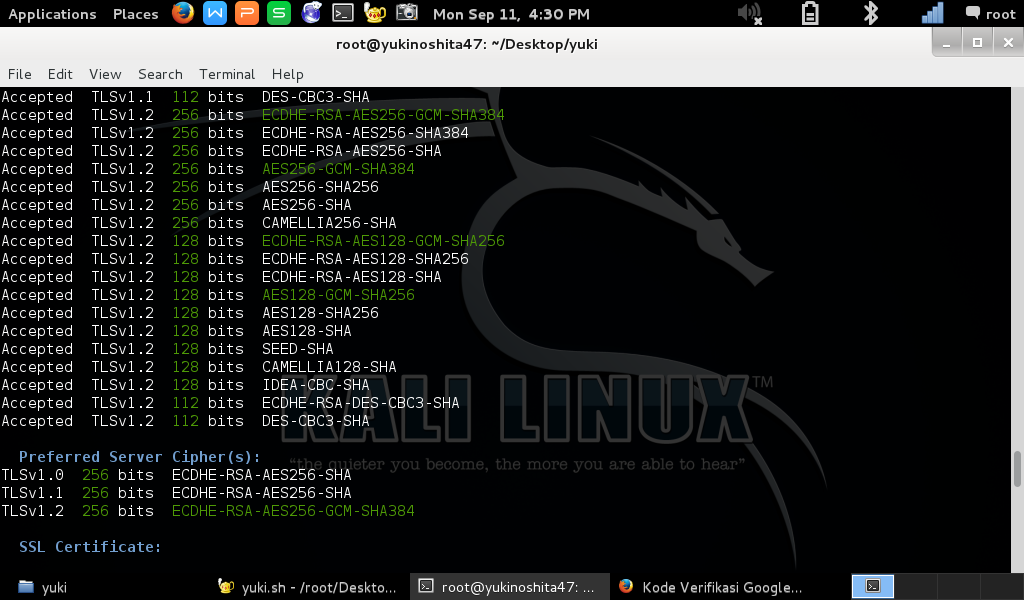 Applications Places W P S Mon Sep 11, 4:30 PM root
root@yukinoshita47: ~/Desktop/yuki
File Edit View Search Terminal Help
Accepted TLSv1.1 112 bits DES-CBC3-SHA
Accepted TLSv1.2 256 bits ECDHE-RSA-AES256-GCM-SHA384
Accepted TLSv1.2 256 bits ECDHE-RSA-AES256-SHA384
Accepted TLSv1.2 256 bits ECDHE-RSA-AES256-SHA
Accepted TLSv1.2 256 bits AES256-GCM-SHA384
Accepted TLSv1.2 256 bits AES256-SHA256
Accepted TLSv1.2 256 bits AES256-SHA
Accepted TLSv1.2 256 bits CAMELLIA256-SHA
Accepted TLSv1.2 128 bits ECDHE-RSA-AES128-GCM-SHA256
Accepted TLSv1.2 128 bits ECDHE-RSA-AES128-SHA256
Accepted TLSv1.2 128 bits ECDHE-RSA-AES128-SHA
Accepted TLSv1.2 128 bits AES128-GCM-SHA256
Accepted TLSv1.2 128 bits AES128-SHA256
Accepted TLSv1.2 128 bits AES128-SHA
Accepted TLSv1.2 128 bits SEED-SHA
Accepted TLSv1.2 128 bits CAMELLIA128-SHA
Accepted TLSv1.2 128 bits IDEA-CBC-SHA
Accepted TLSv1.2 112 bits ECDHE-RSA-DES-CBC3-SHA
Accepted TLSv1.2 112 bits DES-CBC3-SHA
KALI LINUX™
"the quieter you become, the more you are able to hear"
Preferred Server Cipher(s):
TLSv1.0 256 bits ECDHE-RSA-AES256-SHA
TLSv1.1 256 bits ECDHE-RSA-AES256-SHA
TLSv1.2 256 bits ECDHE-RSA-AES256-GCM-SHA384
SSL Certificate:
yuki yuki.sh - /root/Deskto... root@yukinoshita47: ... Kode Verifikasi Google...